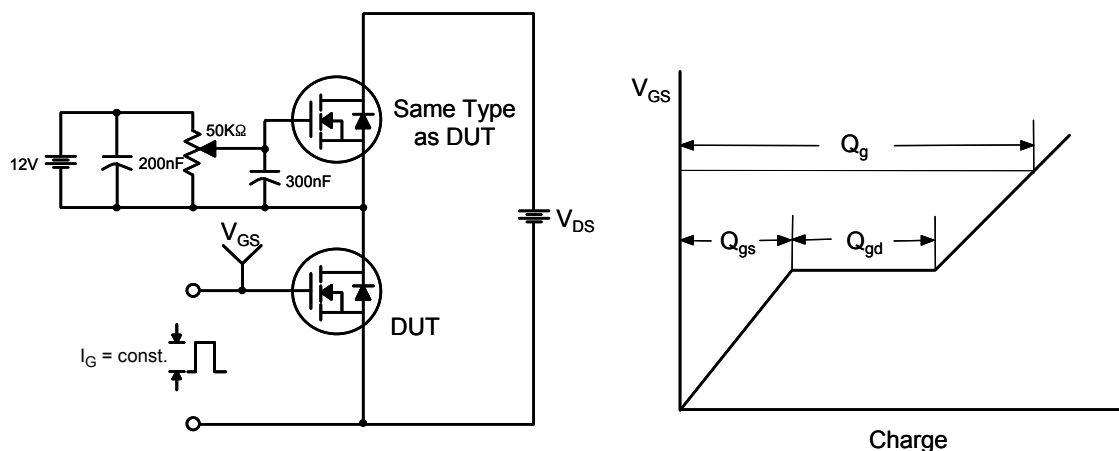 50KΩ
12V
200nF
300nF
Same Type
as DUT
V_DS
V_GS
DUT
I_G = const.
V_GS
Q_g
Q_gs
Q_gd
Charge